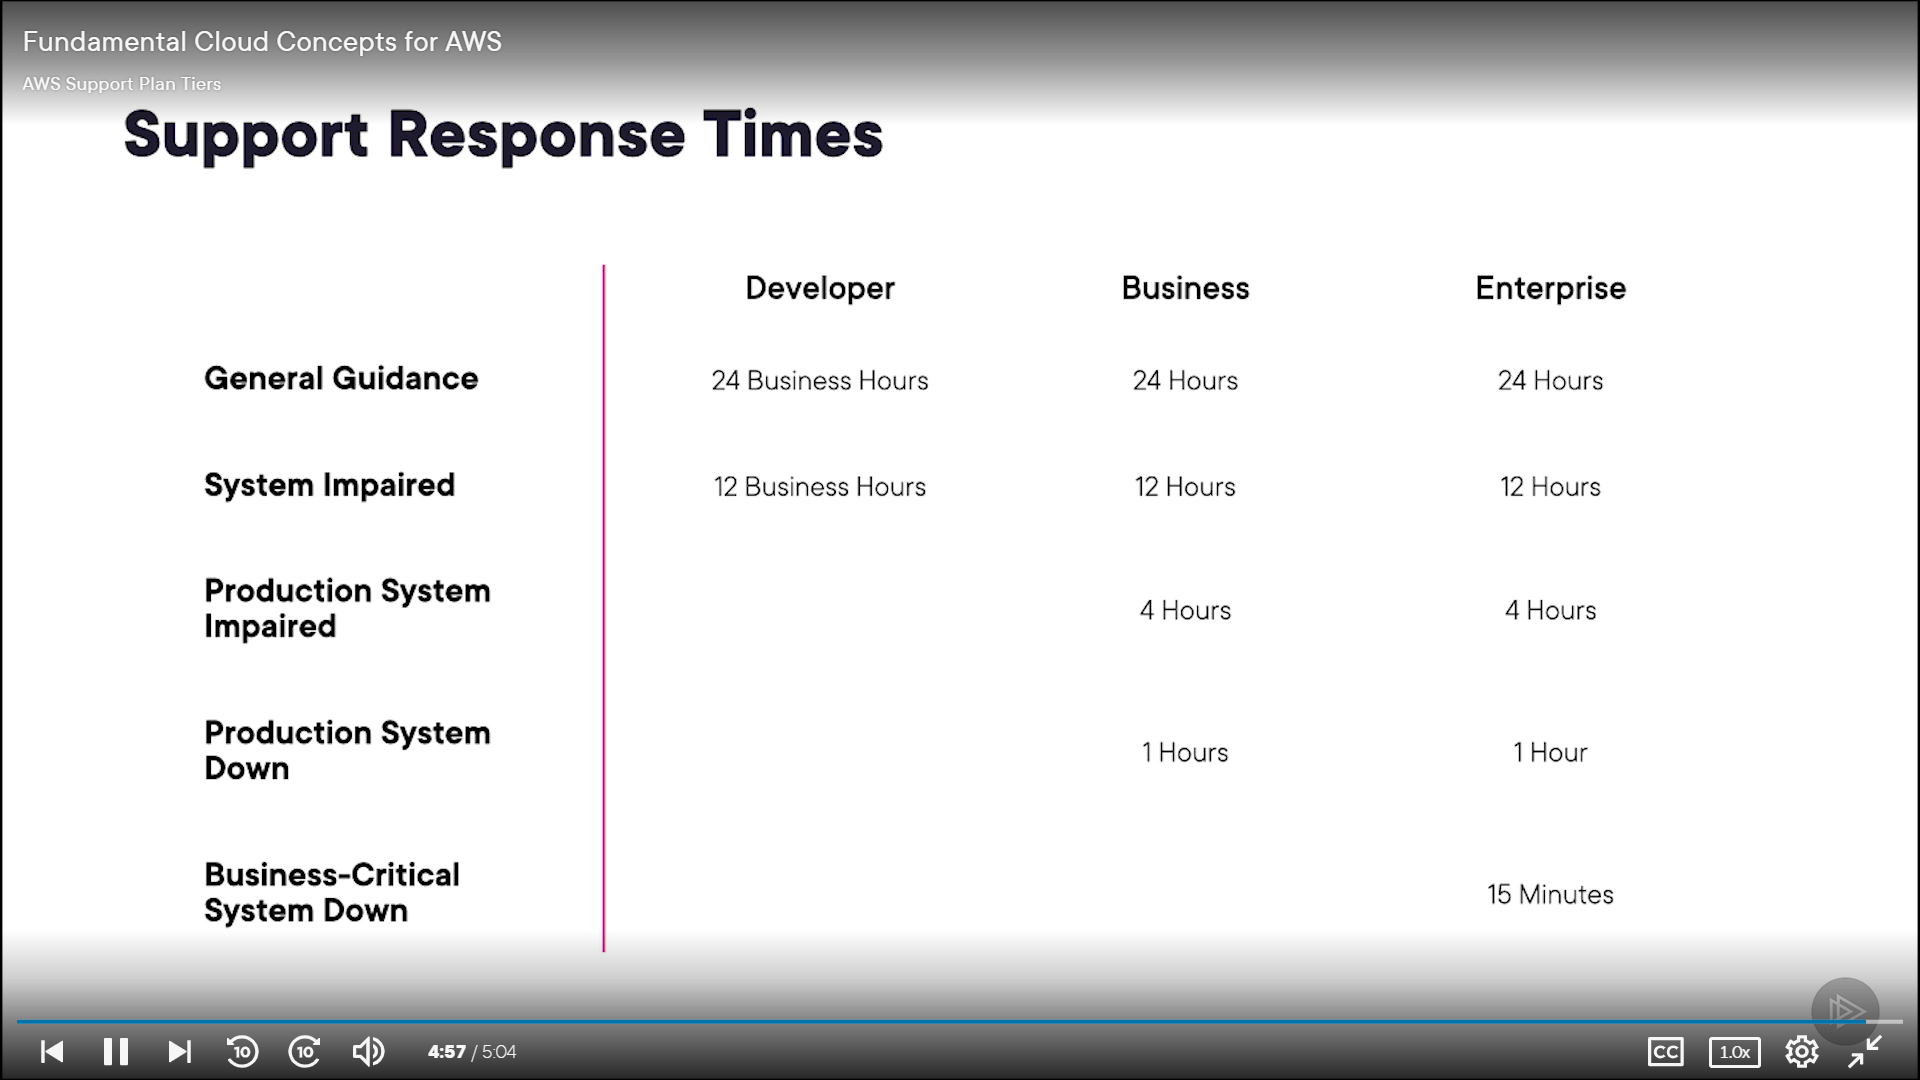 Fundamental Cloud Concepts for AWS
AWS Support Plan Tiers
Support Response Times
Developer Business Enterprise
General Guidance 24 Business Hours 24 Hours 24 Hours
System Impaired 12 Business Hours 12 Hours 12 Hours
Production System
Impaired 4 Hours 4 Hours
Production System
Down 1 Hours 1 Hour
Business-Critical
System Down 15 Minutes
10 10 4:57 / 5:04 CC 1.0x